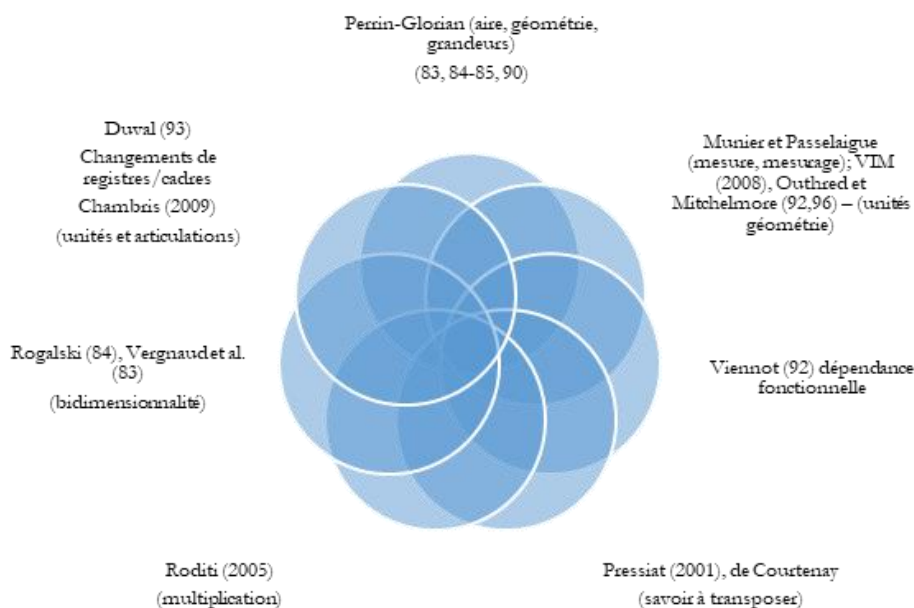 Perrin-Glorian (aire, géométrie,
grandeurs)
(83, 84-85, 90)
Duval (93)
Changements de
registres/cadres
Chambris (2009)
(unités et articulations)
Munier et Passelaigue
(mesure, mesurage); VIM
(2008), Outhred et
Mitchelmore (92,96) – (unités
géométrie)
Rogalski (84), Vergnaud et al.
(83)
(bidimensionnalité)
Viennot (92) dépendance
fonctionnelle
Roditi (2005)
(multiplication)
Pressiat (2001), de Courtenay
(savoir à transposer)